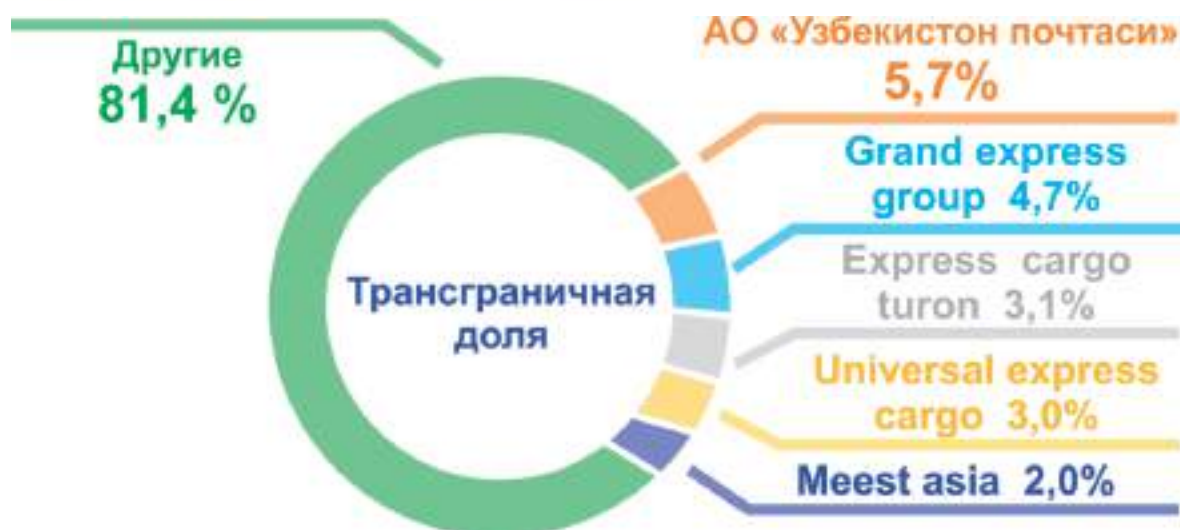 Другие
81,4 %
АО «Узбекистон почтаси»
5,7%
Grand express
group 4,7%
Express cargo
turon 3,1%
Universal express
cargo 3,0%
Meest asia 2,0%
Трансграничная
доля